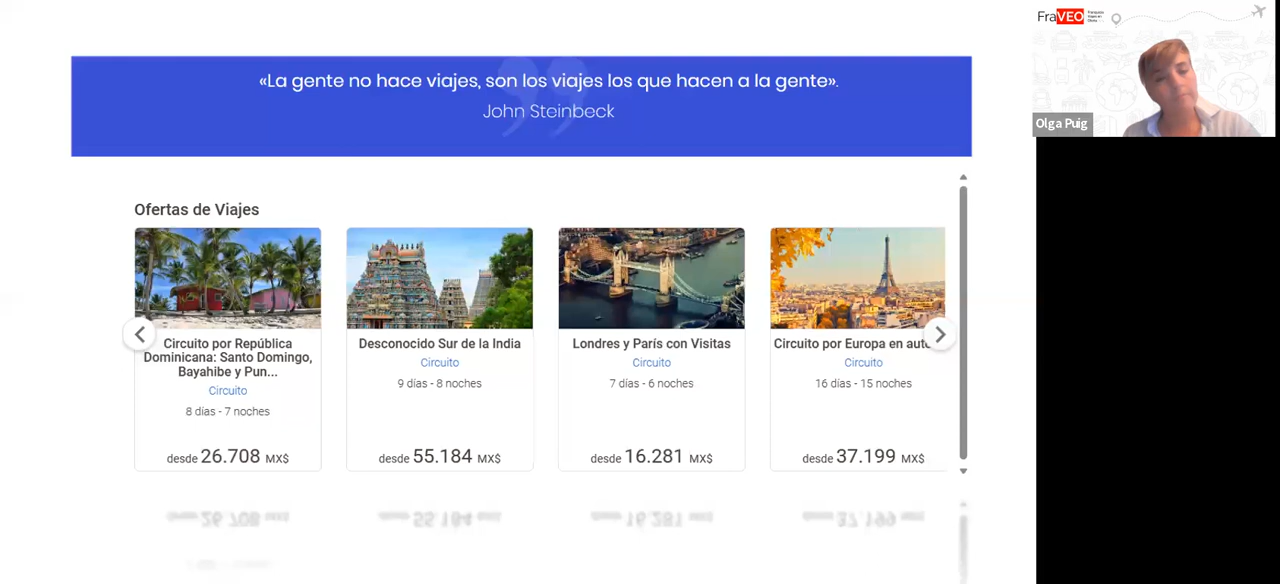 «La gente no hace viajes, son los viajes los que hacen a la gente».
John Steinbeck
FraVEO
Olga Puig
Ofertas de Viajes
Circuito por República
Dominicana: Santo Domingo,
Bayahibe y Pun...
Circuito
8 días - 7 noches
desde 26.708 MX$
Desconocido Sur de la India
Circuito
9 días - 8 noches
desde 55.184 MX$
Londres y París con Visitas
Circuito
7 días - 6 noches
desde 16.281 MX$
Circuito por Europa en
Circuito
16 días - 15 noches
desde 37.199 MX$